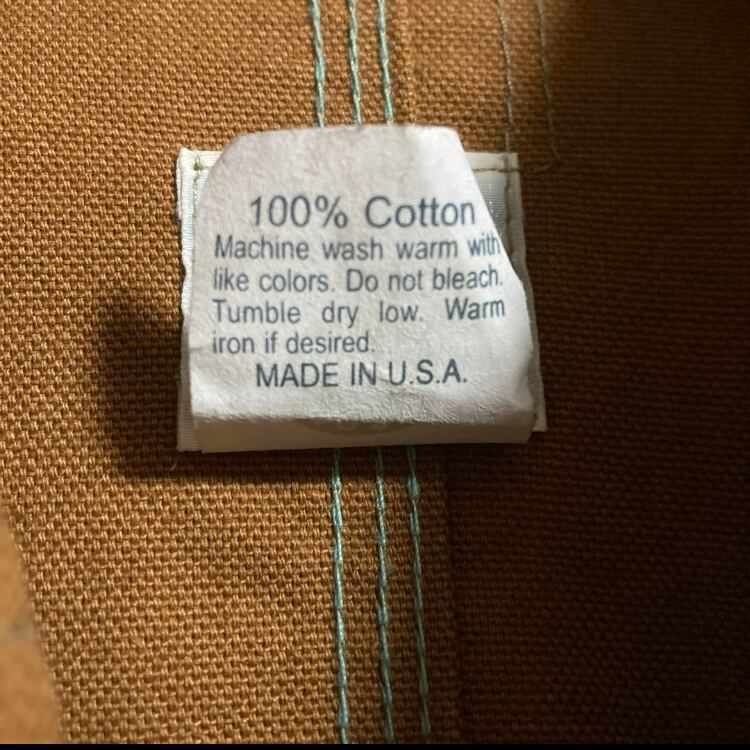 100% Cotton
Machine wash warm with
like colors. Do not bleach.
Tumble dry low. Warm
iron if desired.
MADE IN U.S.A.